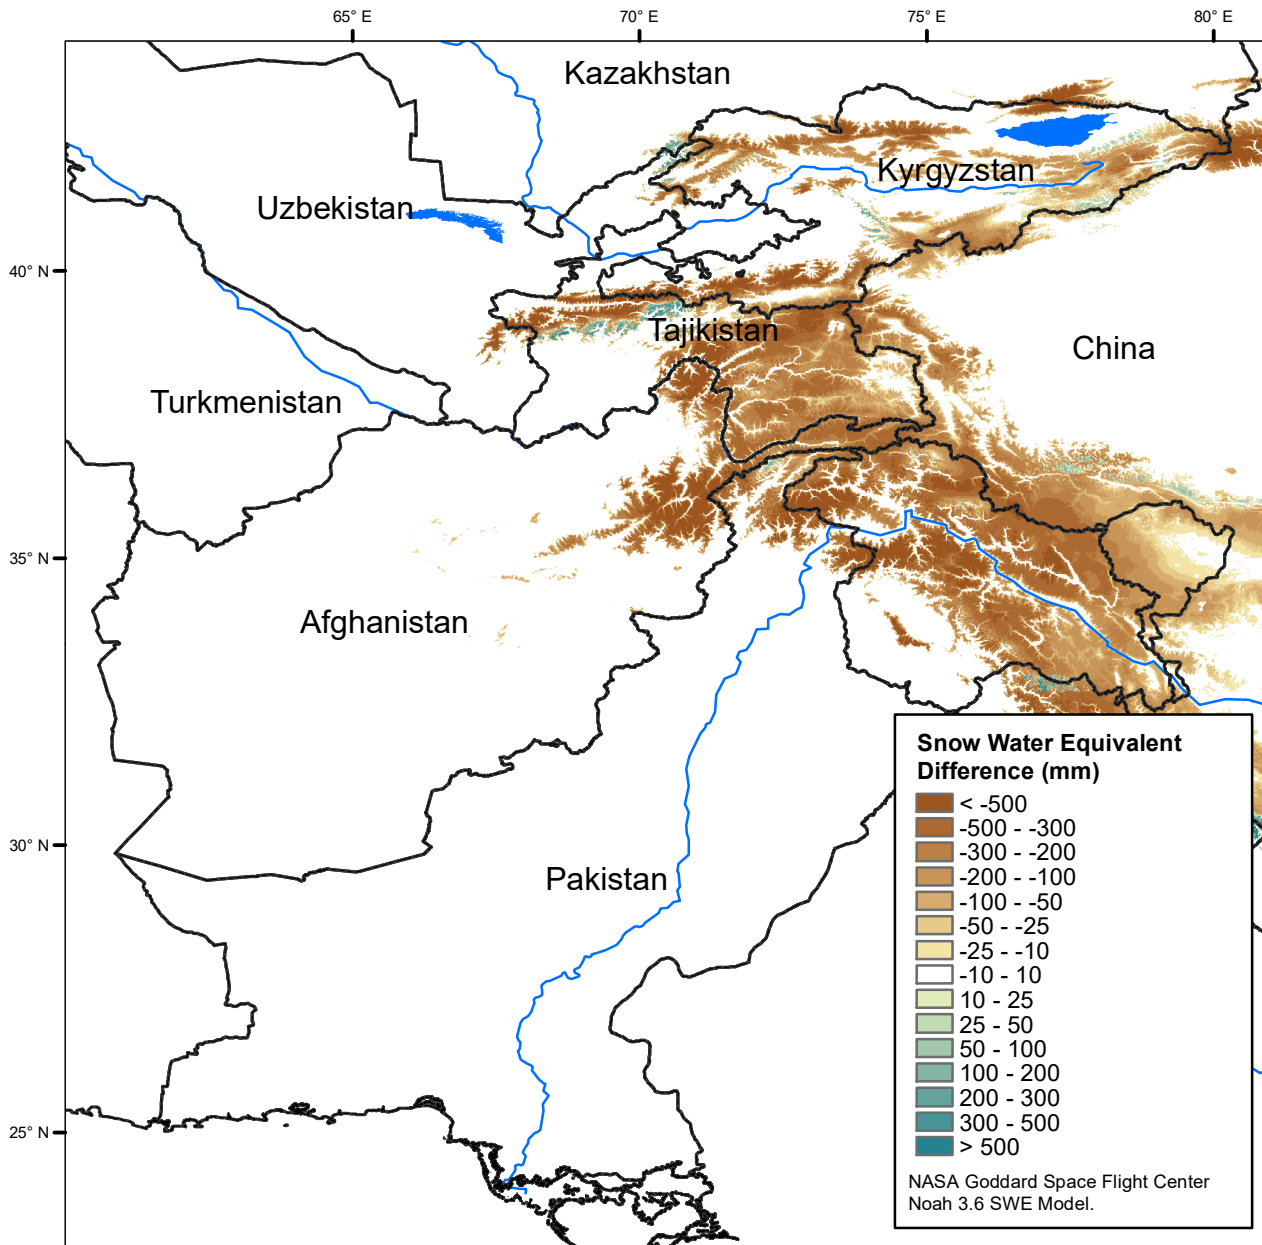 65° E
70° E
75° E
80° E
Kazakhstan
Kyrgyzstan
Uzbekistan
40° N
Tajikistan
China
Turkmenistan
35° N
Afghanistan
Snow Water Equivalent
Difference (mm)
< -500
-500 - -300
-300 - -200
-200 - -100
-100 - -50
-50 - -25
-25 - -10
-10 - 10
10 - 25
25 - 50
50 - 100
100 - 200
200 - 300
300 - 500
> 500
NASA Goddard Space Flight Center
Noah 3.6 SWE Model.
30° N
Pakistan
25° N